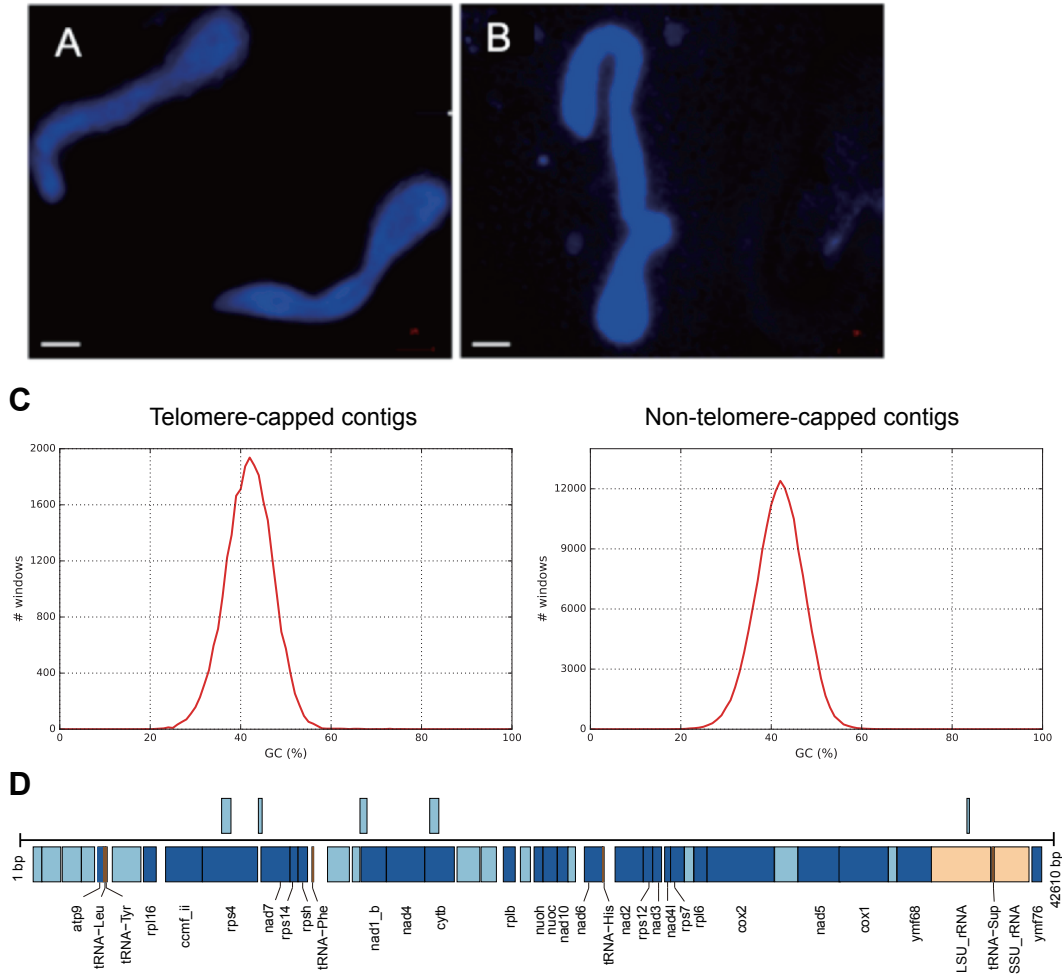 A
B
C
Telomere-capped contigs
Non-telomere-capped contigs
2000
1600
1200
800
400
0
# windows
0 20 40 60 80 100
GC (%)
12000
9000
6000
3000
0
# windows
0 20 40 60 80 100
GC (%)
D
1 bp
42610 bp
atp9
tRNA-Leu
tRNA-Tyr
rpl16
ccmf_ii
rps4
nad7
rps14
rpsh
tRNA-Phe
nad1_b
nad4
cytb
rplb
nuoh
nuoc
nad10
nad6
tRNA-His
nad2
rps12
nad3
nad4l
rps7
rpl6
cox2
nad5
cox1
ymf68
LSU_rRNA
tRNA-Sup
SSU_rRNA
ymf76